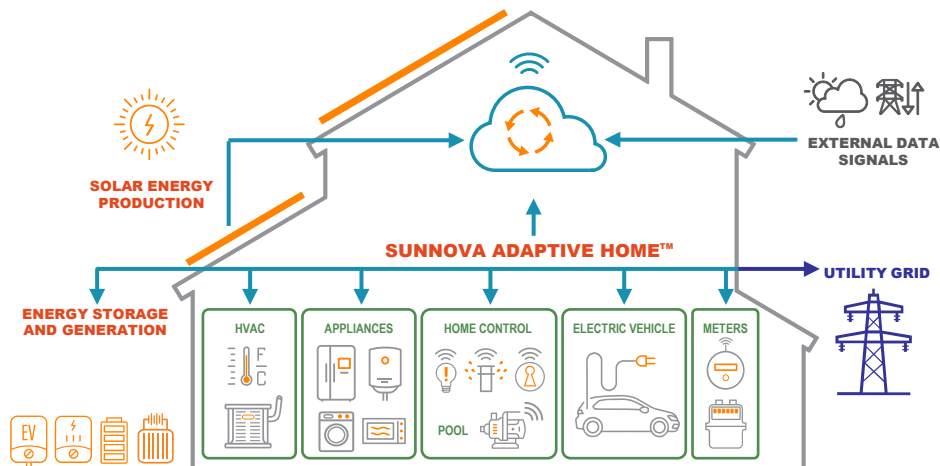 SOLAR ENERGY
PRODUCTION
EXTERNAL DATA
SIGNALS
SUNNOVA ADAPTIVE HOME™
UTILITY GRID
ENERGY STORAGE
AND GENERATION
HVAC
APPLIANCES
HOME CONTROL
ELECTRIC VEHICLE
METERS
F
C
POOL
EV